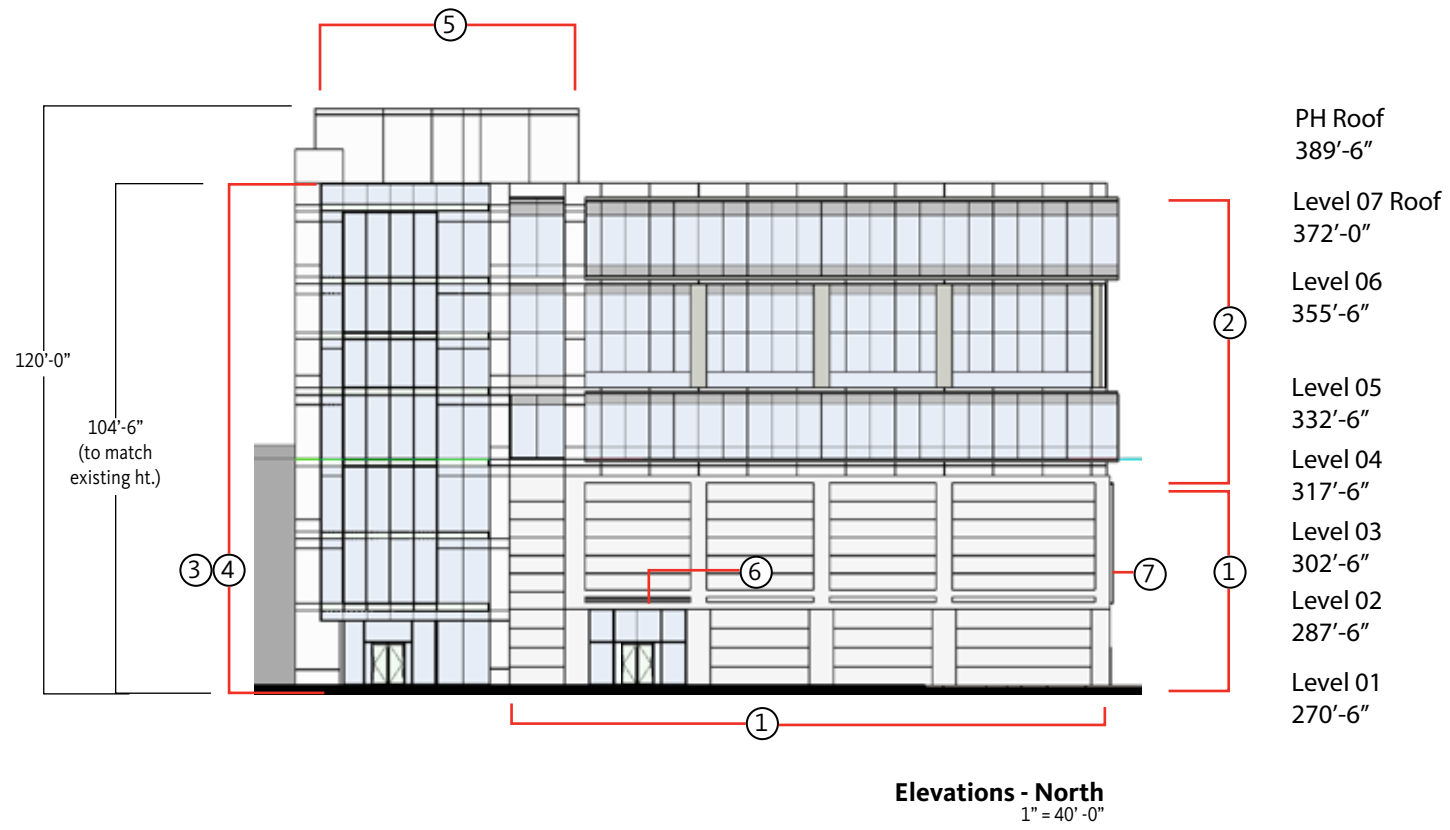 5
PH Roof
389’-6”
Level 07 Roof
372’-0”
Level 06
355’-6”
2
120’-0”
Level 05
332’-6”
104’-6”
(to match
existing ht.)
Level 04
317’-6”
Level 03
302’-6”
3 4
6
7
1
Level 02
287’-6”
Level 01
270’-6”
1
Elevations - North
1” = 40’ -0”